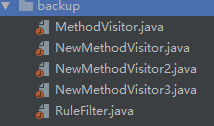 backup
MethodVisitor.java
NewMethodVisitor.java
NewMethodVisitor2.java
NewMethodVisitor3.java
RuleFilter.java